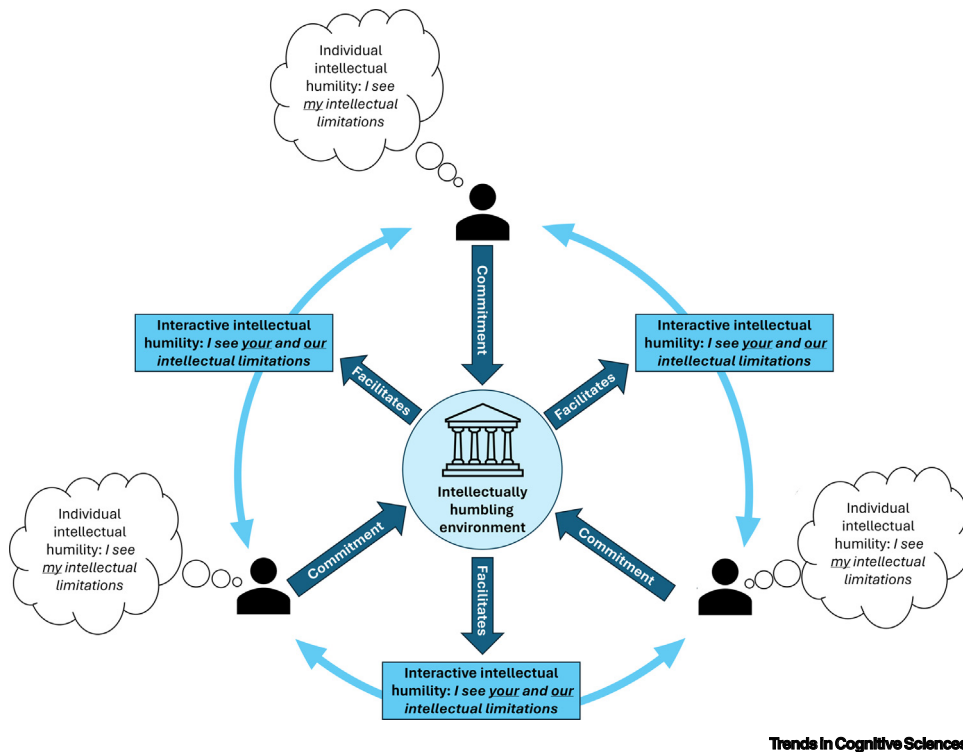 Individual
intellectual
humility: I see
my intellectual
limitations
Commitment
Interactive intellectual
humility: I see your and our
intellectual limitations
Interactive intellectual
humility: I see your and our
intellectual limitations
Facilitates
Facilitates
Intellectually
humbling
environment
Individual
intellectual
humility: I see
my intellectual
limitations
Commitment
Commitment
Individual
intellectual
humility: I see
my intellectual
limitations
Facilitates
Interactive intellectual
humility: I see your and our
intellectual limitations
Trends in Cognitive Sciences